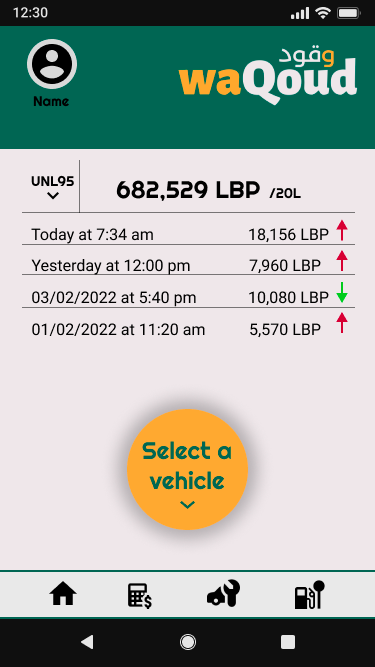 12:30
وقود
waQoud
Name
UNL95
682,529 LBP /20L
Today at 7:34 am 18,156 LBP
Yesterday at 12:00 pm 7,960 LBP
03/02/2022 at 5:40 pm 10,080 LBP
01/02/2022 at 11:20 am 5,570 LBP
Select a
vehicle
$